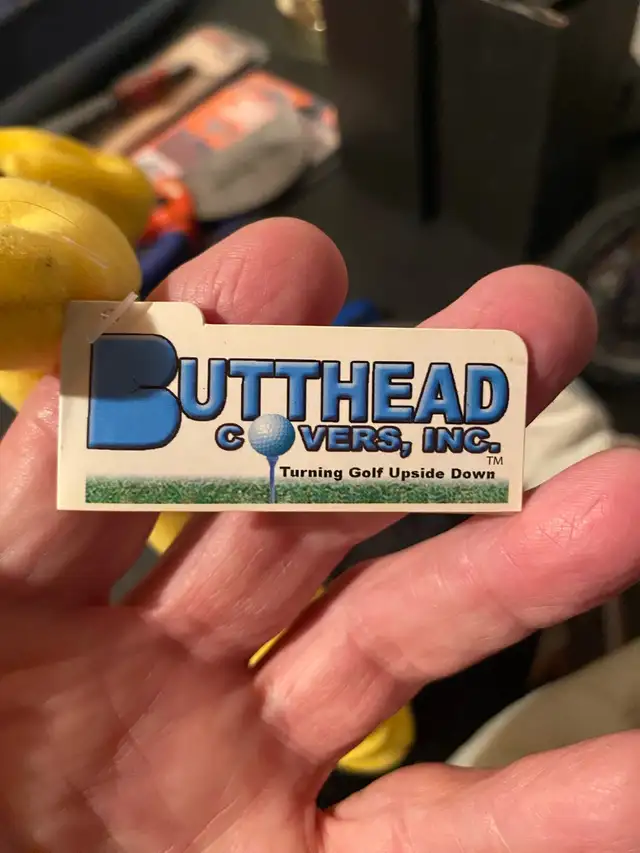 BUTTHEAD
COVERS, INC.
TM
Turning Golf Upside Down